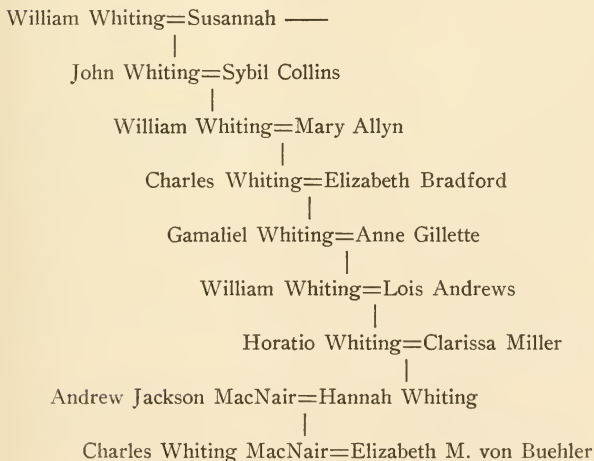 William Whiting=Susannah ——
John Whiting=Sybil Collins
William Whiting=Mary Allyn
Charles Whiting=Elizabeth Bradford
Gamaliel Whiting=Anne Gillette
William Whiting=Lois Andrews
Horatio Whiting=Clarissa Miller
Andrew Jackson MacNair=Hannah Whiting
Charles Whiting MacNair=Elizabeth M. von Buehler